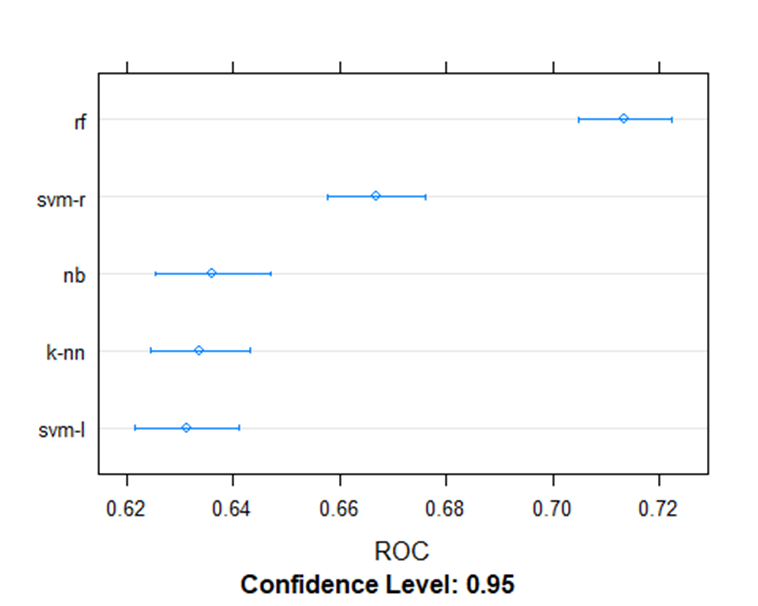 rf
svm-r
nb
k-nn
svm-l
0.62 0.64 0.66 0.68 0.70 0.72
ROC
Confidence Level: 0.95